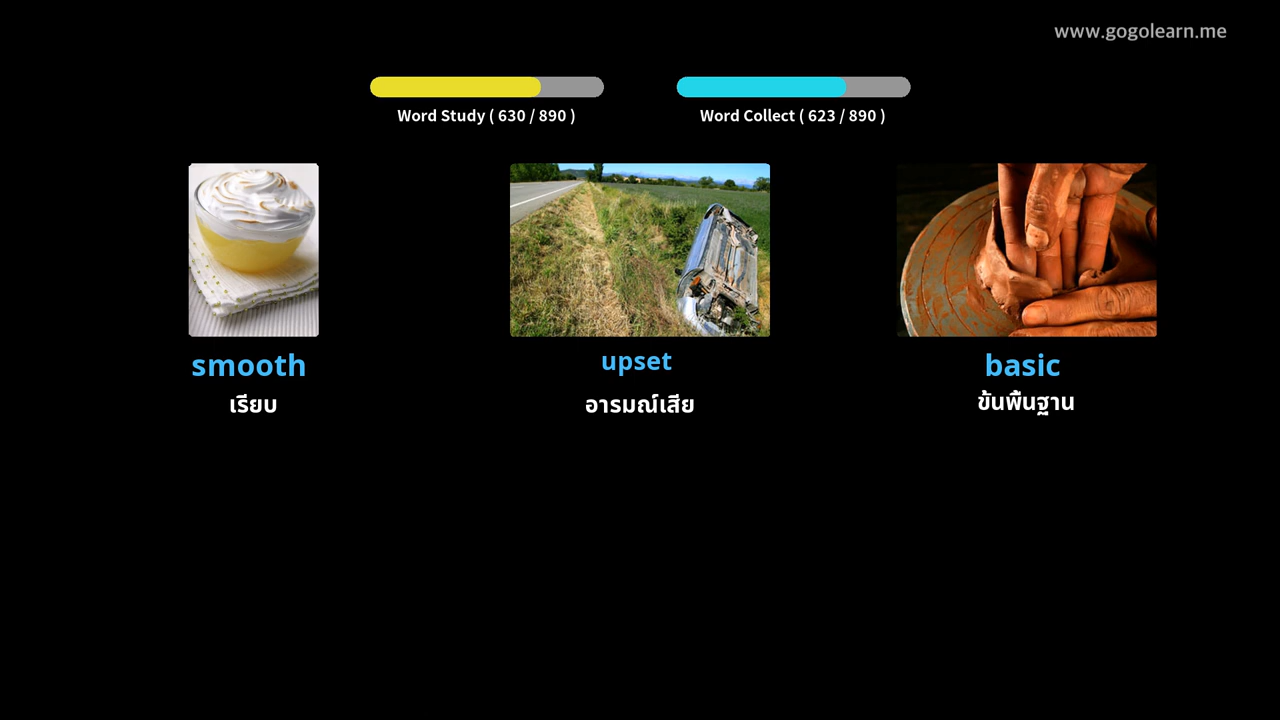 www.gogolearn.me
Word Study ( 630 / 890 )
Word Collect ( 623 / 890 )
smooth
เรียบ
upset
อารมณ์เสีย
basic
ขั้นพื้นฐาน